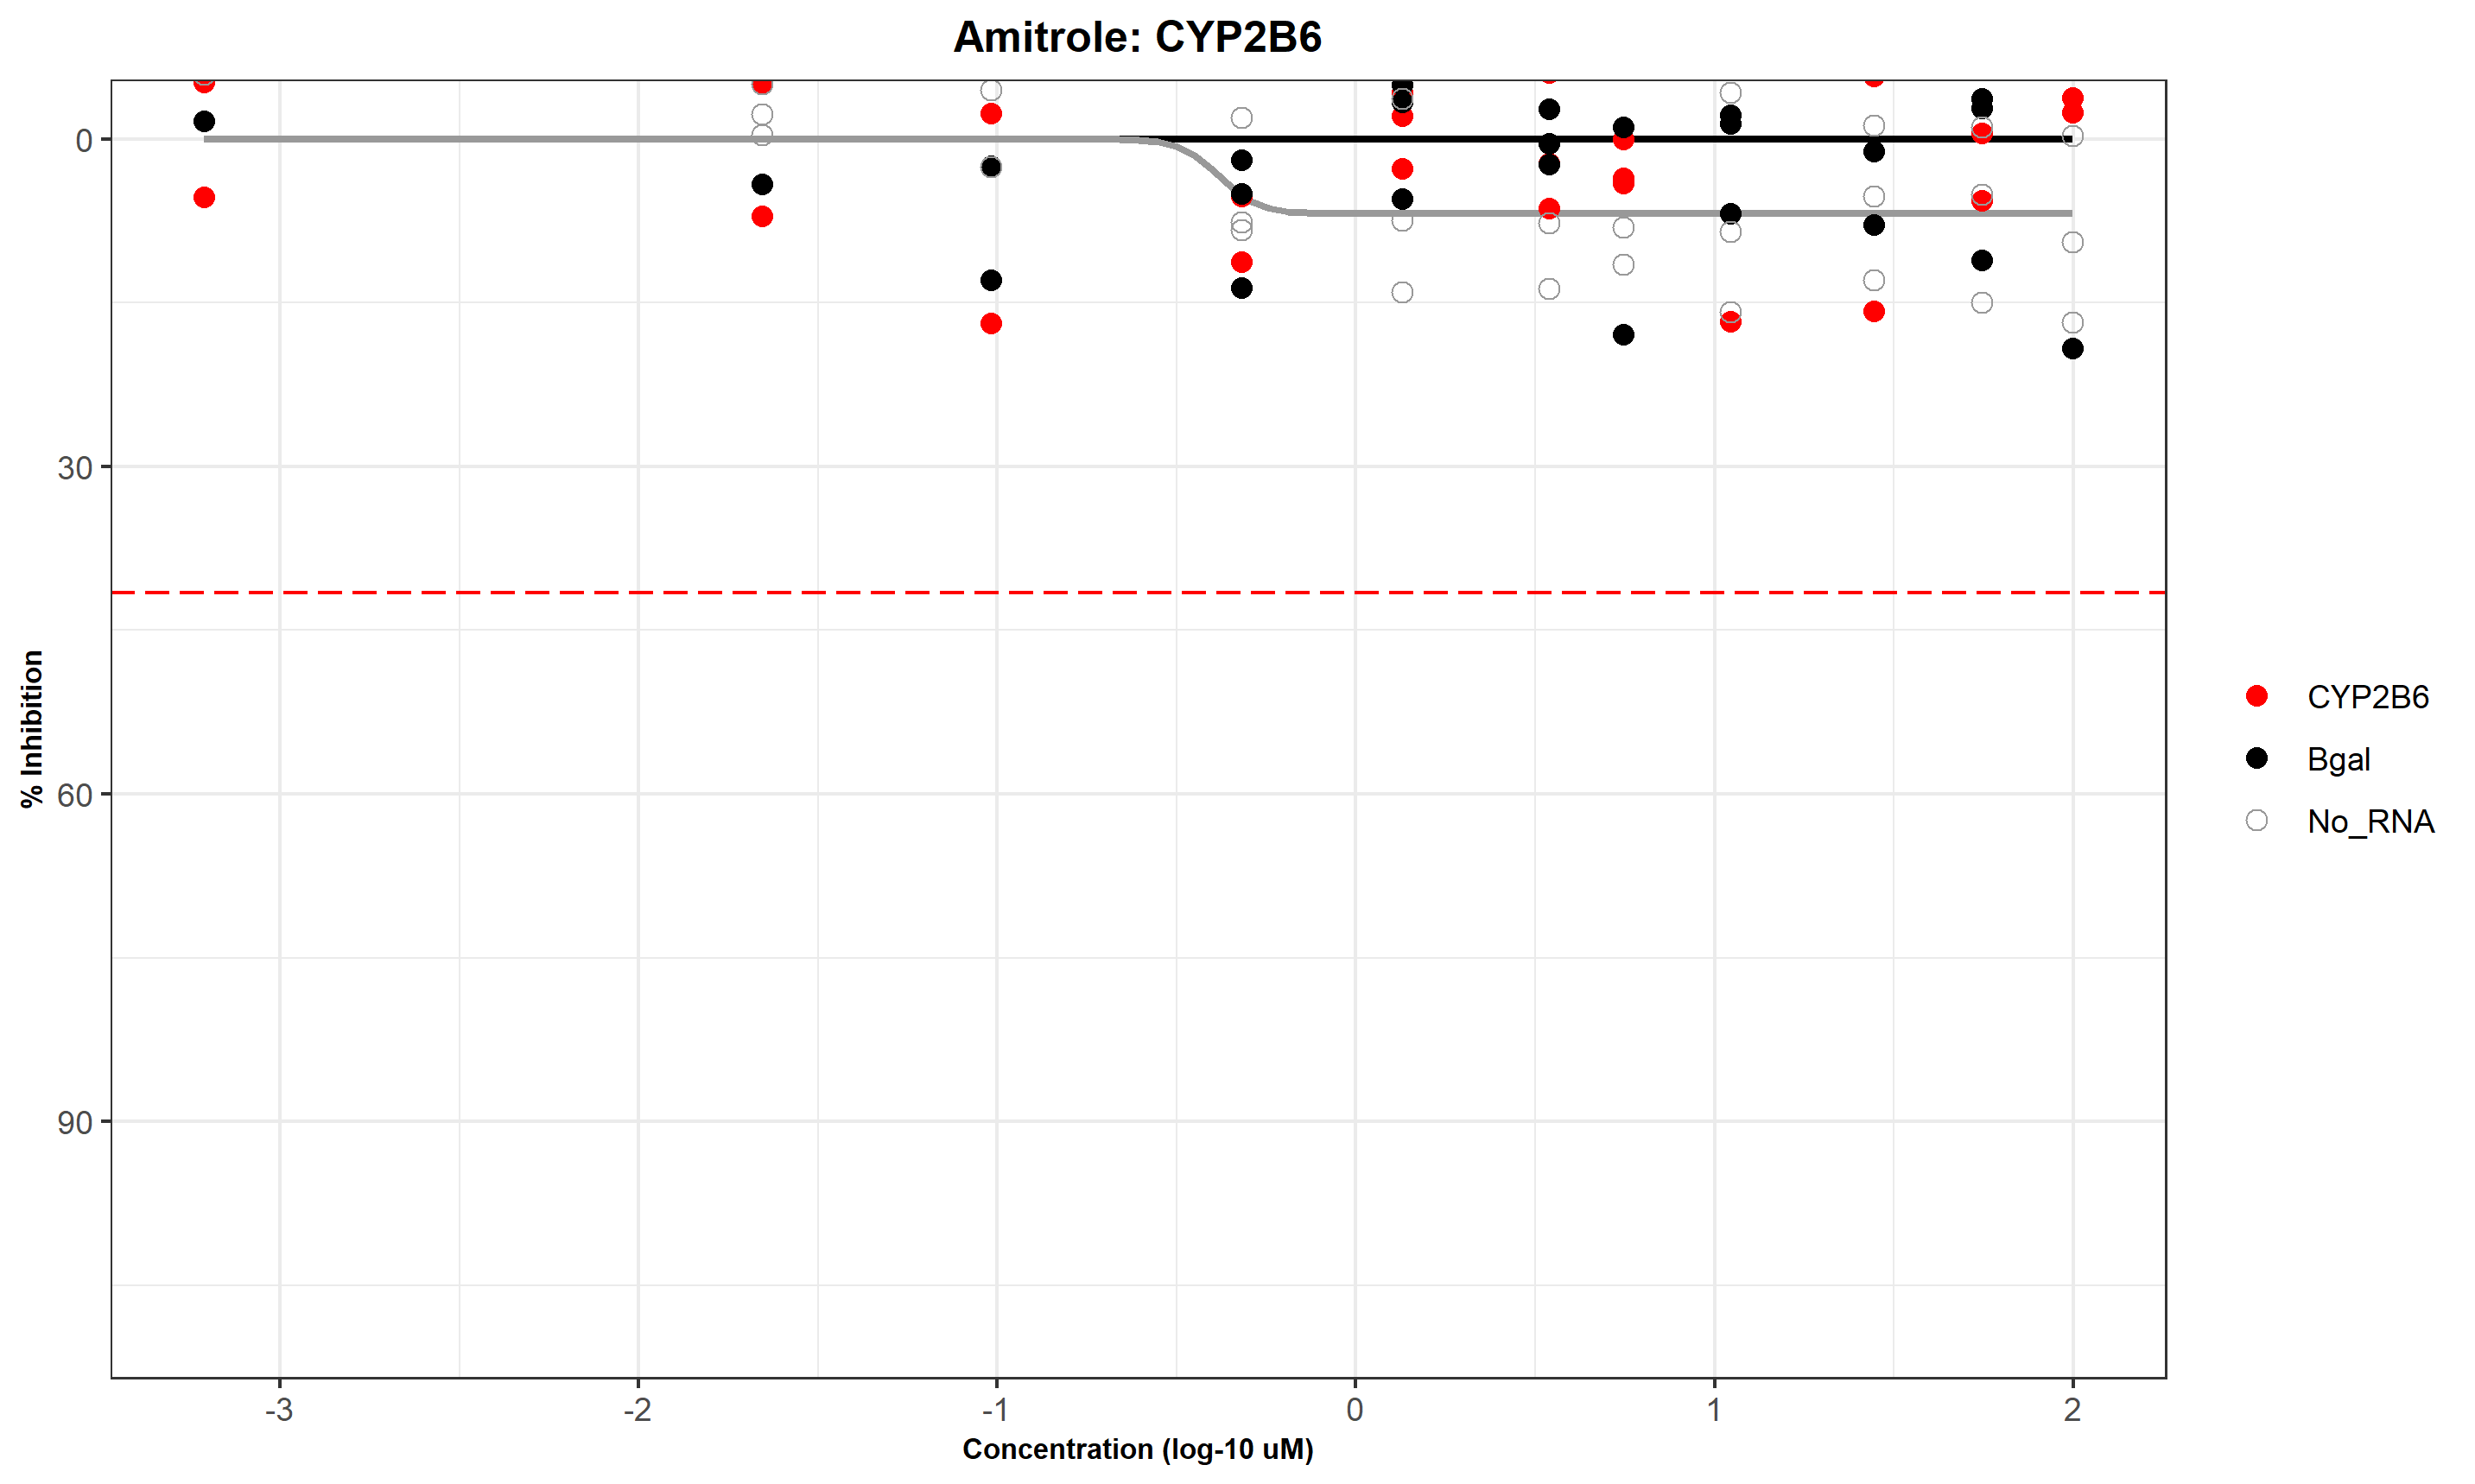 Amitrole: CYP2B6
% Inhibition
0
30
60
90
-3
-2
-1
0
1
2
Concentration (log-10 uM)
CYP2B6
Bgal
No_RNA